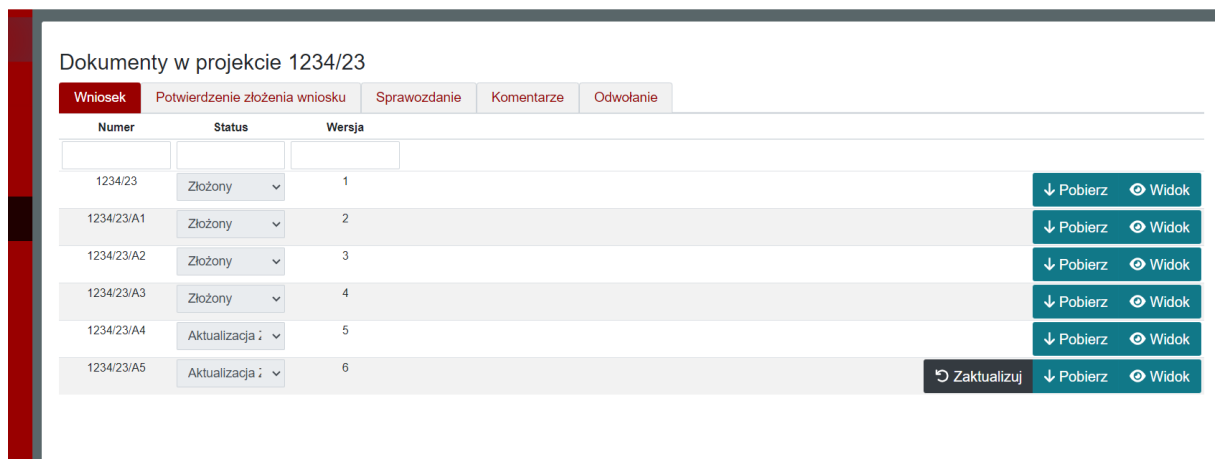 Dokumenty w projekcie 1234/23
Wniosek Potwierdzenie złożenia wniosku Sprawozdanie Komentarze Odwołanie
Numer Status Wersja
1234/23 Złożony 1 Pobierz Widok
1234/23/A1 Złożony 2 Pobierz Widok
1234/23/A2 Złożony 3 Pobierz Widok
1234/23/A3 Złożony 4 Pobierz Widok
1234/23/A4 Aktualizacja 5 Pobierz Widok
1234/23/A5 Aktualizacja 6 Zaktualizuj Pobierz Widok